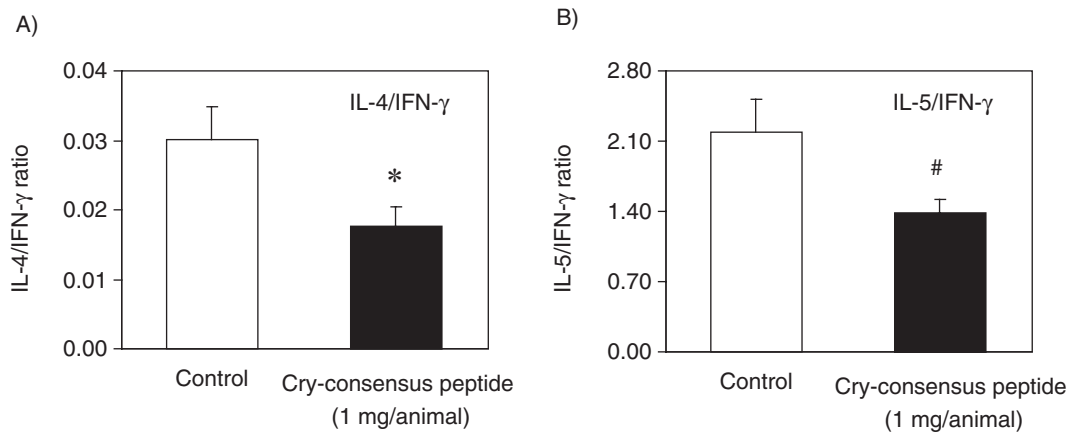 A)
IL-4/IFN-γ ratio
0.04
0.03
0.02
0.01
0.00
IL-4/IFN-γ
*
Control
Cry-consensus peptide
(1 mg/animal)
B)
IL-5/IFN-γ ratio
2.80
2.10
1.40
0.70
0.00
IL-5/IFN-γ
#
Control
Cry-consensus peptide
(1 mg/animal)